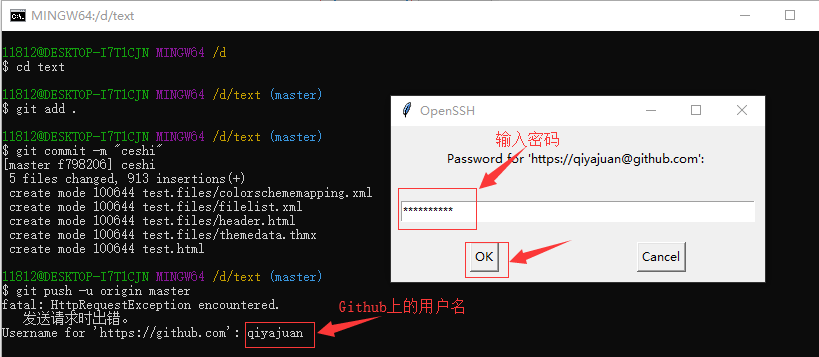 MINGW64:/d/text
11812@DESKTOP-I7T1CJN MINGW64 /d
$ cd text
11812@DESKTOP-I7T1CJN MINGW64 /d/text (master)
$ git add .
11812@DESKTOP-I7T1CJN MINGW64 /d/text (master)
$ git commit -m "ceshi"
[master f798206] ceshi
5 files changed, 913 insertions(+)
create mode 100644 test.files/colorschememapping.xml
create mode 100644 test.files/filelist.xml
create mode 100644 test.files/header.html
create mode 100644 test.files/themedata.thmx
create mode 100644 test.html
11812@DESKTOP-I7T1CJN MINGW64 /d/text (master)
$ git push -u origin master
fatal: HttpRequestException encountered.
发送请求时出错。
Username for 'https://github.com': qiyajuan
Github上的用户名
OpenSSH
输入密码
Password for 'https://qiyajuan@github.com':
**********
OK
Cancel